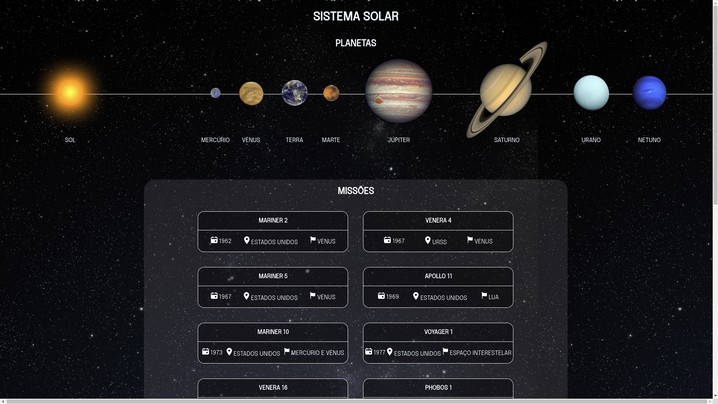 SISTEMA SOLAR
PLANETAS
SOL
MERCÚRIO
VÊNUS
TERRA
MARTE
JÚPITER
SATURNO
URANO
NETUNO
MISSÕES
MARINER 2
1962 ESTADOS UNIDOS VÊNUS
VENERA 4
1967 URSS VÊNUS
MARINER 5
1967 ESTADOS UNIDOS VÊNUS
APOLLO 11
1969 ESTADOS UNIDOS LUA
MARINER 10
1973 ESTADOS UNIDOS MERCÚRIO E VÊNUS
VOYAGER 1
1977 ESTADOS UNIDOS ESPAÇO INTERESTELAR
VENERA 16
PHOBOS 1